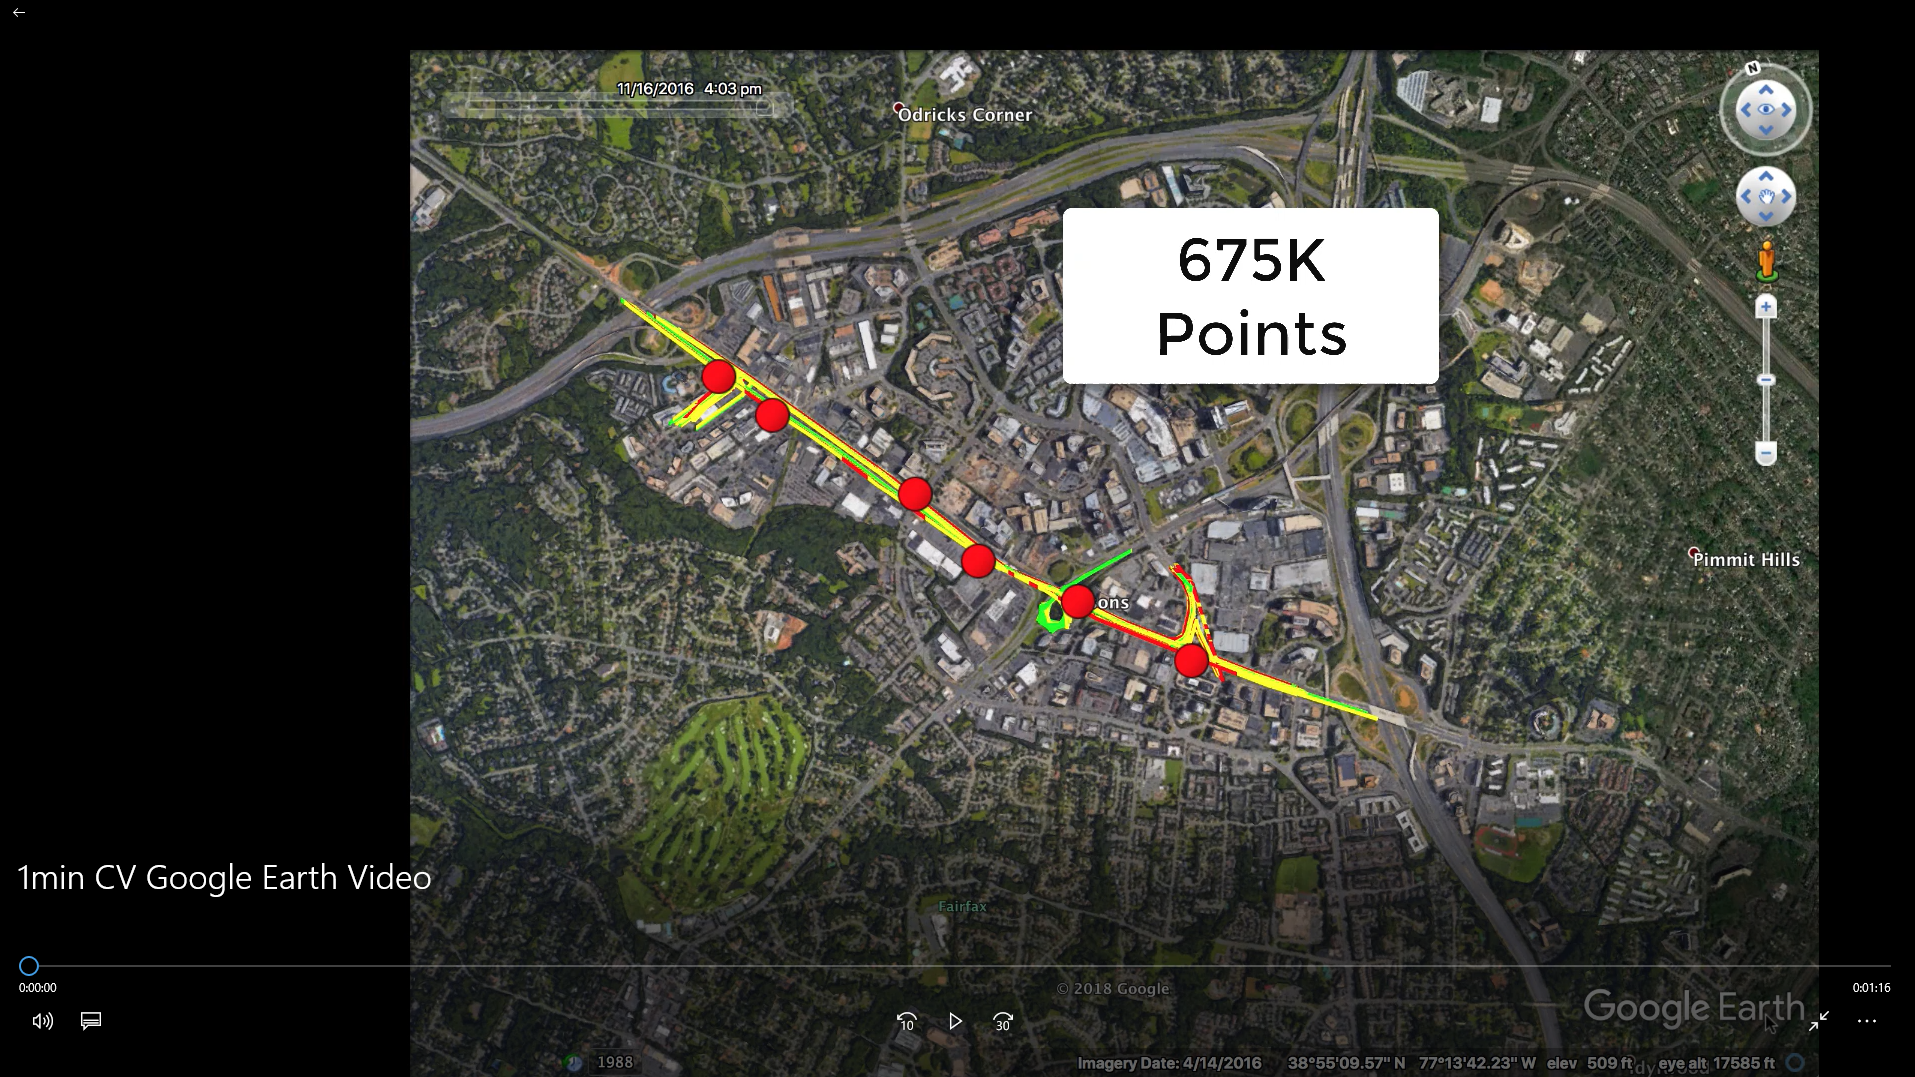 11/16/2016 4:03 pm
Odricks Corner
N
675K
Points
Pimmit Hills
ons
1min CV Google Earth Video
Fairfax
0:00:00
© 2018 Google
0:01:16
Google Earth
10
30
1988
Imagery Date: 4/14/2016 38°55'09.57" N 77°13'42.23" W elev 509 ft eye alt 17585 ft